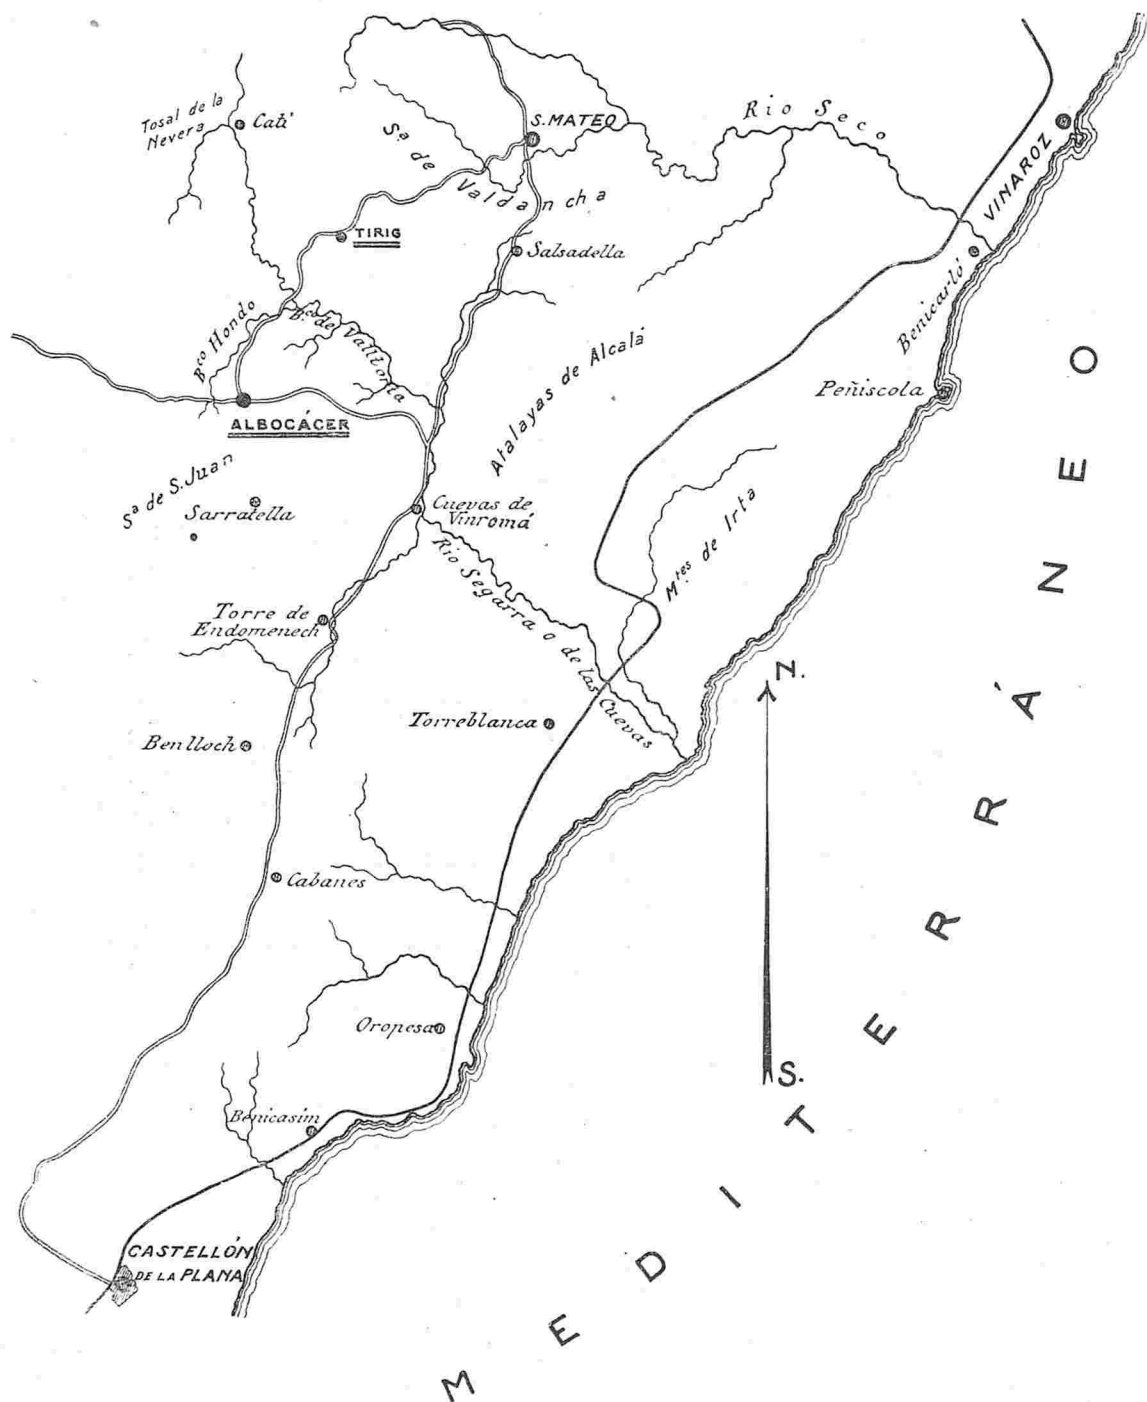 Tosal de la
Nevera
Cati
S. MATEO
Rio Seco
Sª de Valdancha
VINAROZ
TIRIG
Salsadella
Benicarló
Bco Hondo
Bco del Valltorta
Atalayas de Alcalá
Peñiscola
ALBOCÁCER
Sª de S. Juan
Sarratella
Cuevas de
Vinromá
Mtes de Irta
Rio Segarra o de las Cuevas
Torre de
Endomenech
N.
Torreblanca
Benlloch
Cabanes
Oropesa
S.
Benicasim
CASTELLÓN
DE LA PLANA
MEDITERRÁNEO